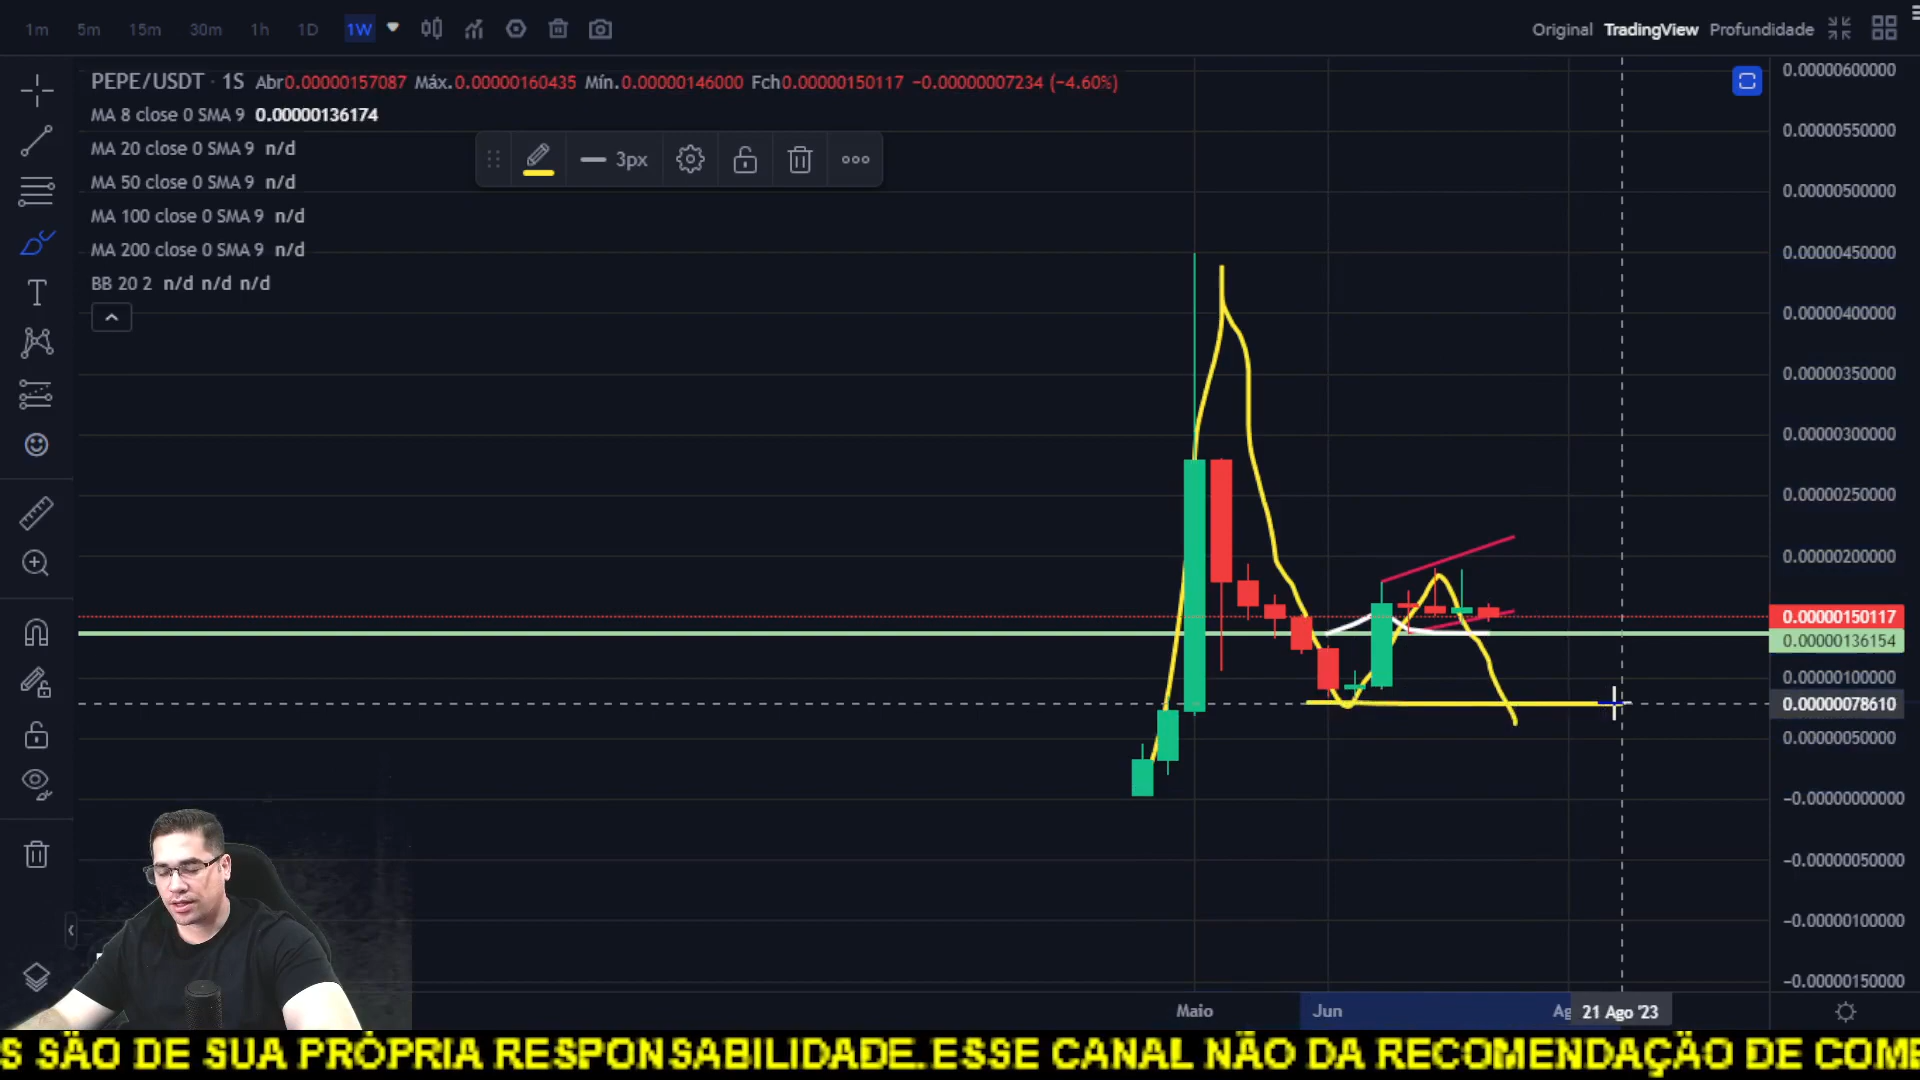 1m 5m 15m 30m 1h 1D 1W Original TradingView Profundidade
PEPE/USDT · 1S Abr0.00000157087 Máx.0.00000160435 Mín.0.00000146000 Fch0.00000150117 −0.00000007234 (−4.60%)
MA 8 close 0 SMA 9 0.00000136174
MA 20 close 0 SMA 9 n/d
MA 50 close 0 SMA 9 n/d
MA 100 close 0 SMA 9 n/d
MA 200 close 0 SMA 9 n/d
BB 20 2 n/d n/d n/d
3px
0.00000600000
0.00000550000
0.00000500000
0.00000450000
0.00000400000
0.00000350000
0.00000300000
0.00000250000
0.00000200000
0.00000150117
0.00000136154
0.00000100000
0.00000078610
0.00000050000
−0.00000000000
−0.00000050000
−0.00000100000
−0.00000150000
Maio Jun Ag 21 Ago '23
S SÃO DE SUA PRÓPRIA RESPONSABILIDADE.ESSE CANAL NÃO DA RECOMENDAÇÃO DE COME